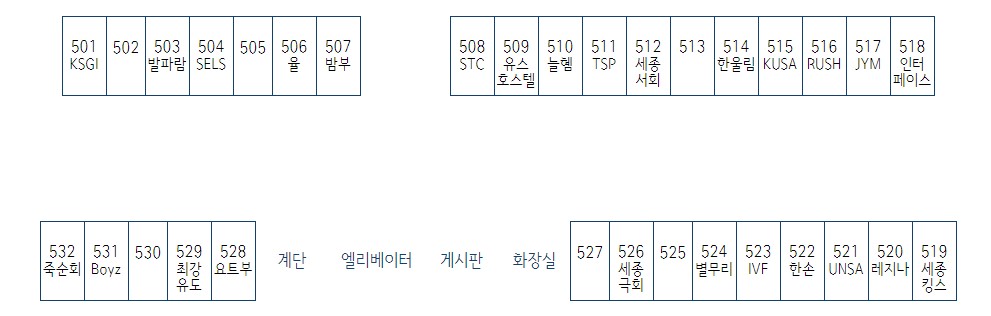 501 KSGI
502
503 발파람
504 SELS
505
506 율
507 밤부
508 STC
509 유스 호스텔
510 늘혬
511 TSP
512 세종 서회
513
514 한울림
515 KUSA
516 RUSH
517 JYM
518 인터 페이스
532 죽순회
531 Boyz
530
529 최강 유도
528 요트부
계단
엘리베이터
게시판
화장실
527
526 세종 극회
525
524 별무리
523 IVF
522 한손
521 UNSA
520 레지나
519 세종 킹스